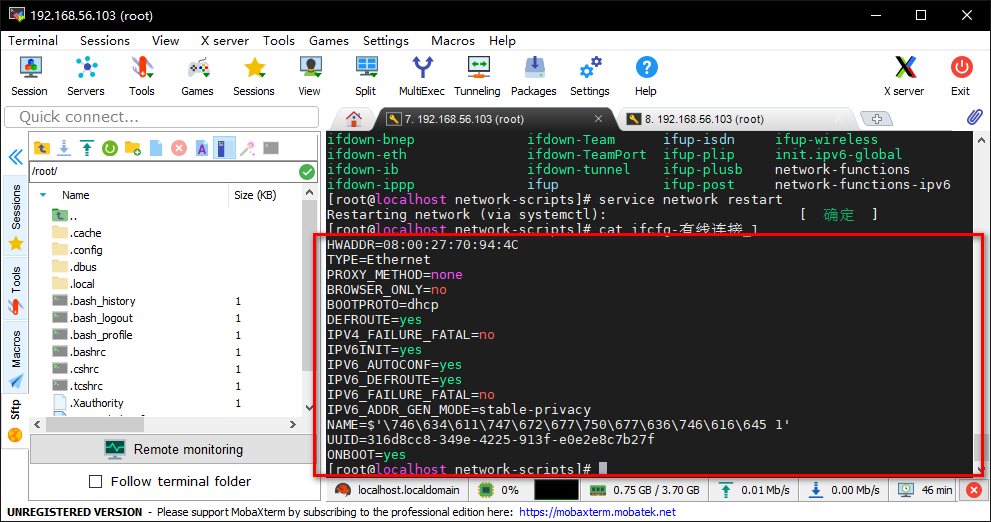 192.168.56.103 (root)
Terminal Sessions View X server Tools Games Settings Macros Help
Session Servers Tools Games Sessions View Split MultiExec Tunneling Packages Settings Help X server Exit
Quick connect...
7. 192.168.56.103 (root)
8. 192.168.56.103 (root)
/root/
Name Size (KB)
..
.cache
.config
.dbus
.local
.bash_history 1
.bash_logout 1
.bash_profile 1
.bashrc 1
.cshrc 1
.tcshrc 1
.Xauthority 1
Sessions
Tools
Macros
Sftp
Remote monitoring
Follow terminal folder
ifdown-bnep ifdown-Team ifup-isdn ifup-wireless
ifdown-eth ifdown-TeamPort ifup-plip init.ipv6-global
ifdown-ib ifdown-tunnel ifup-plusb network-functions
ifdown-ippp ifup ifup-post network-functions-ipv6
[root@localhost network-scripts]# service network restart
Restarting network (via systemctl): [ 确定 ]
[root@localhost network-scripts]# cat ifcfg-有线连接_1
HWADDR=08:00:27:70:94:4C
TYPE=Ethernet
PROXY_METHOD=none
BROWSER_ONLY=no
BOOTPROTO=dhcp
DEFROUTE=yes
IPV4_FAILURE_FATAL=no
IPV6INIT=yes
IPV6_AUTOCONF=yes
IPV6_DEFROUTE=yes
IPV6_FAILURE_FATAL=no
IPV6_ADDR_GEN_MODE=stable-privacy
NAME=$'\746\634\611\747\672\677\750\677\636\746\616\645 1'
UUID=316d8cc8-349e-4225-913f-e0e2e8c7b27f
ONBOOT=yes
[root@localhost network-scripts]#
localhost.localdomain 0% 0.75 GB / 3.70 GB 0.01 Mb/s 0.00 Mb/s 46 min
UNREGISTERED VERSION - Please support MobaXterm by subscribing to the professional edition here: https://mobaxterm.mobatek.net